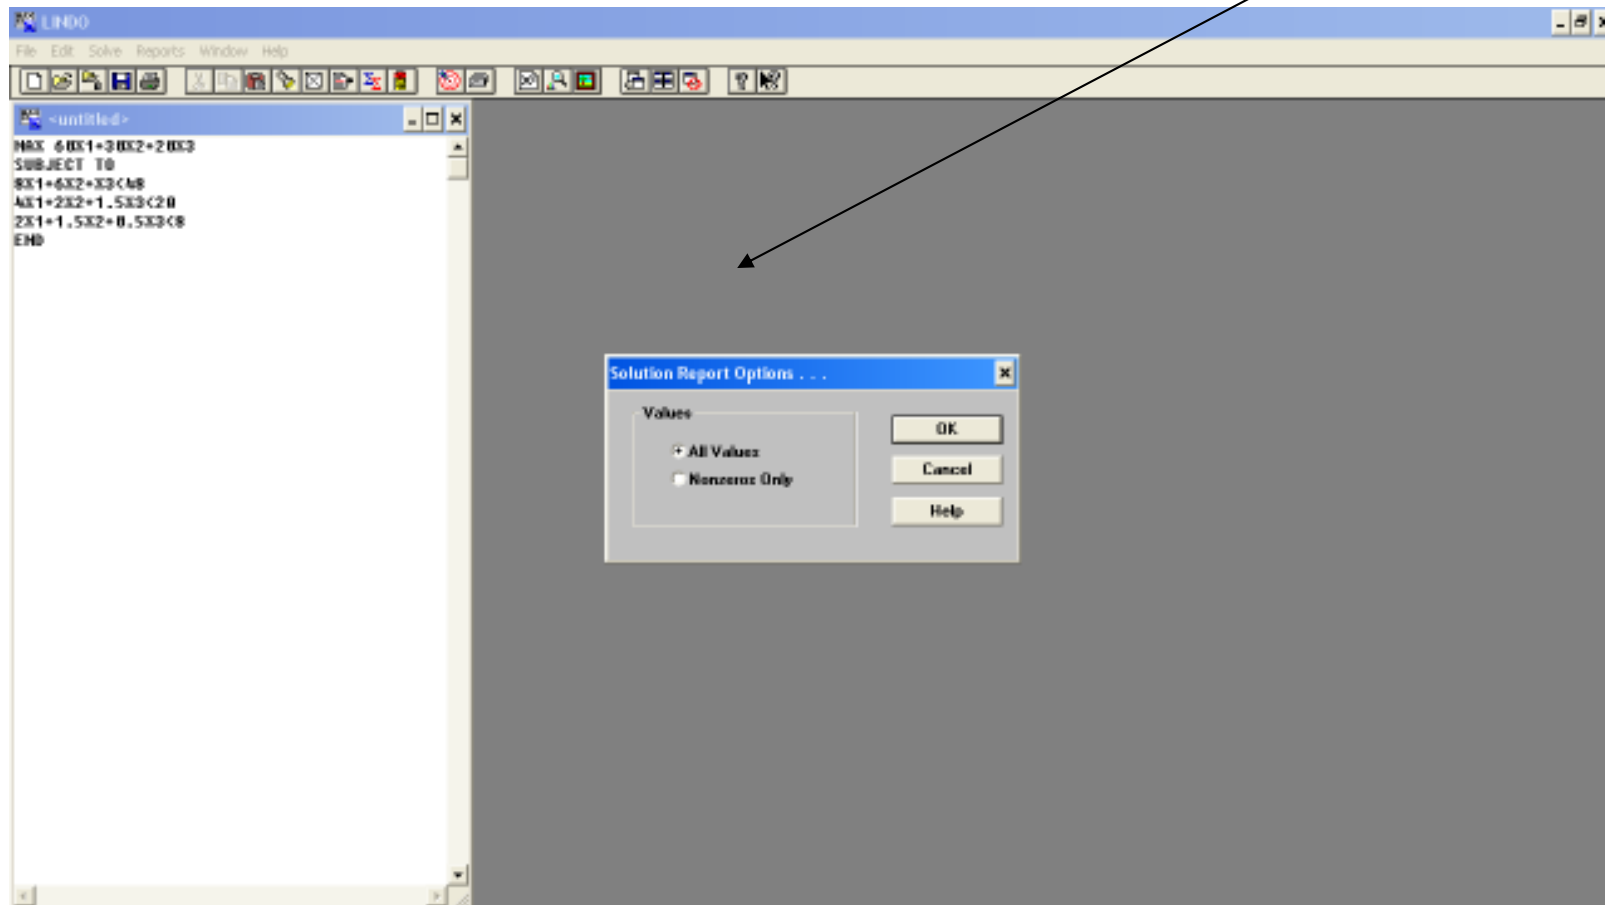 LINDO
File Edit Solve Reports Window Help
<untitled>
MAX 60X1+30X2+20X3
SUBJECT TO
8X1+6X2+X3<48
4X1+2X2+1.5X3<20
2X1+1.5X2+0.5X3<8
END
Solution Report Options . . .
Values
All Values
Nonzeros Only
OK
Cancel
Help